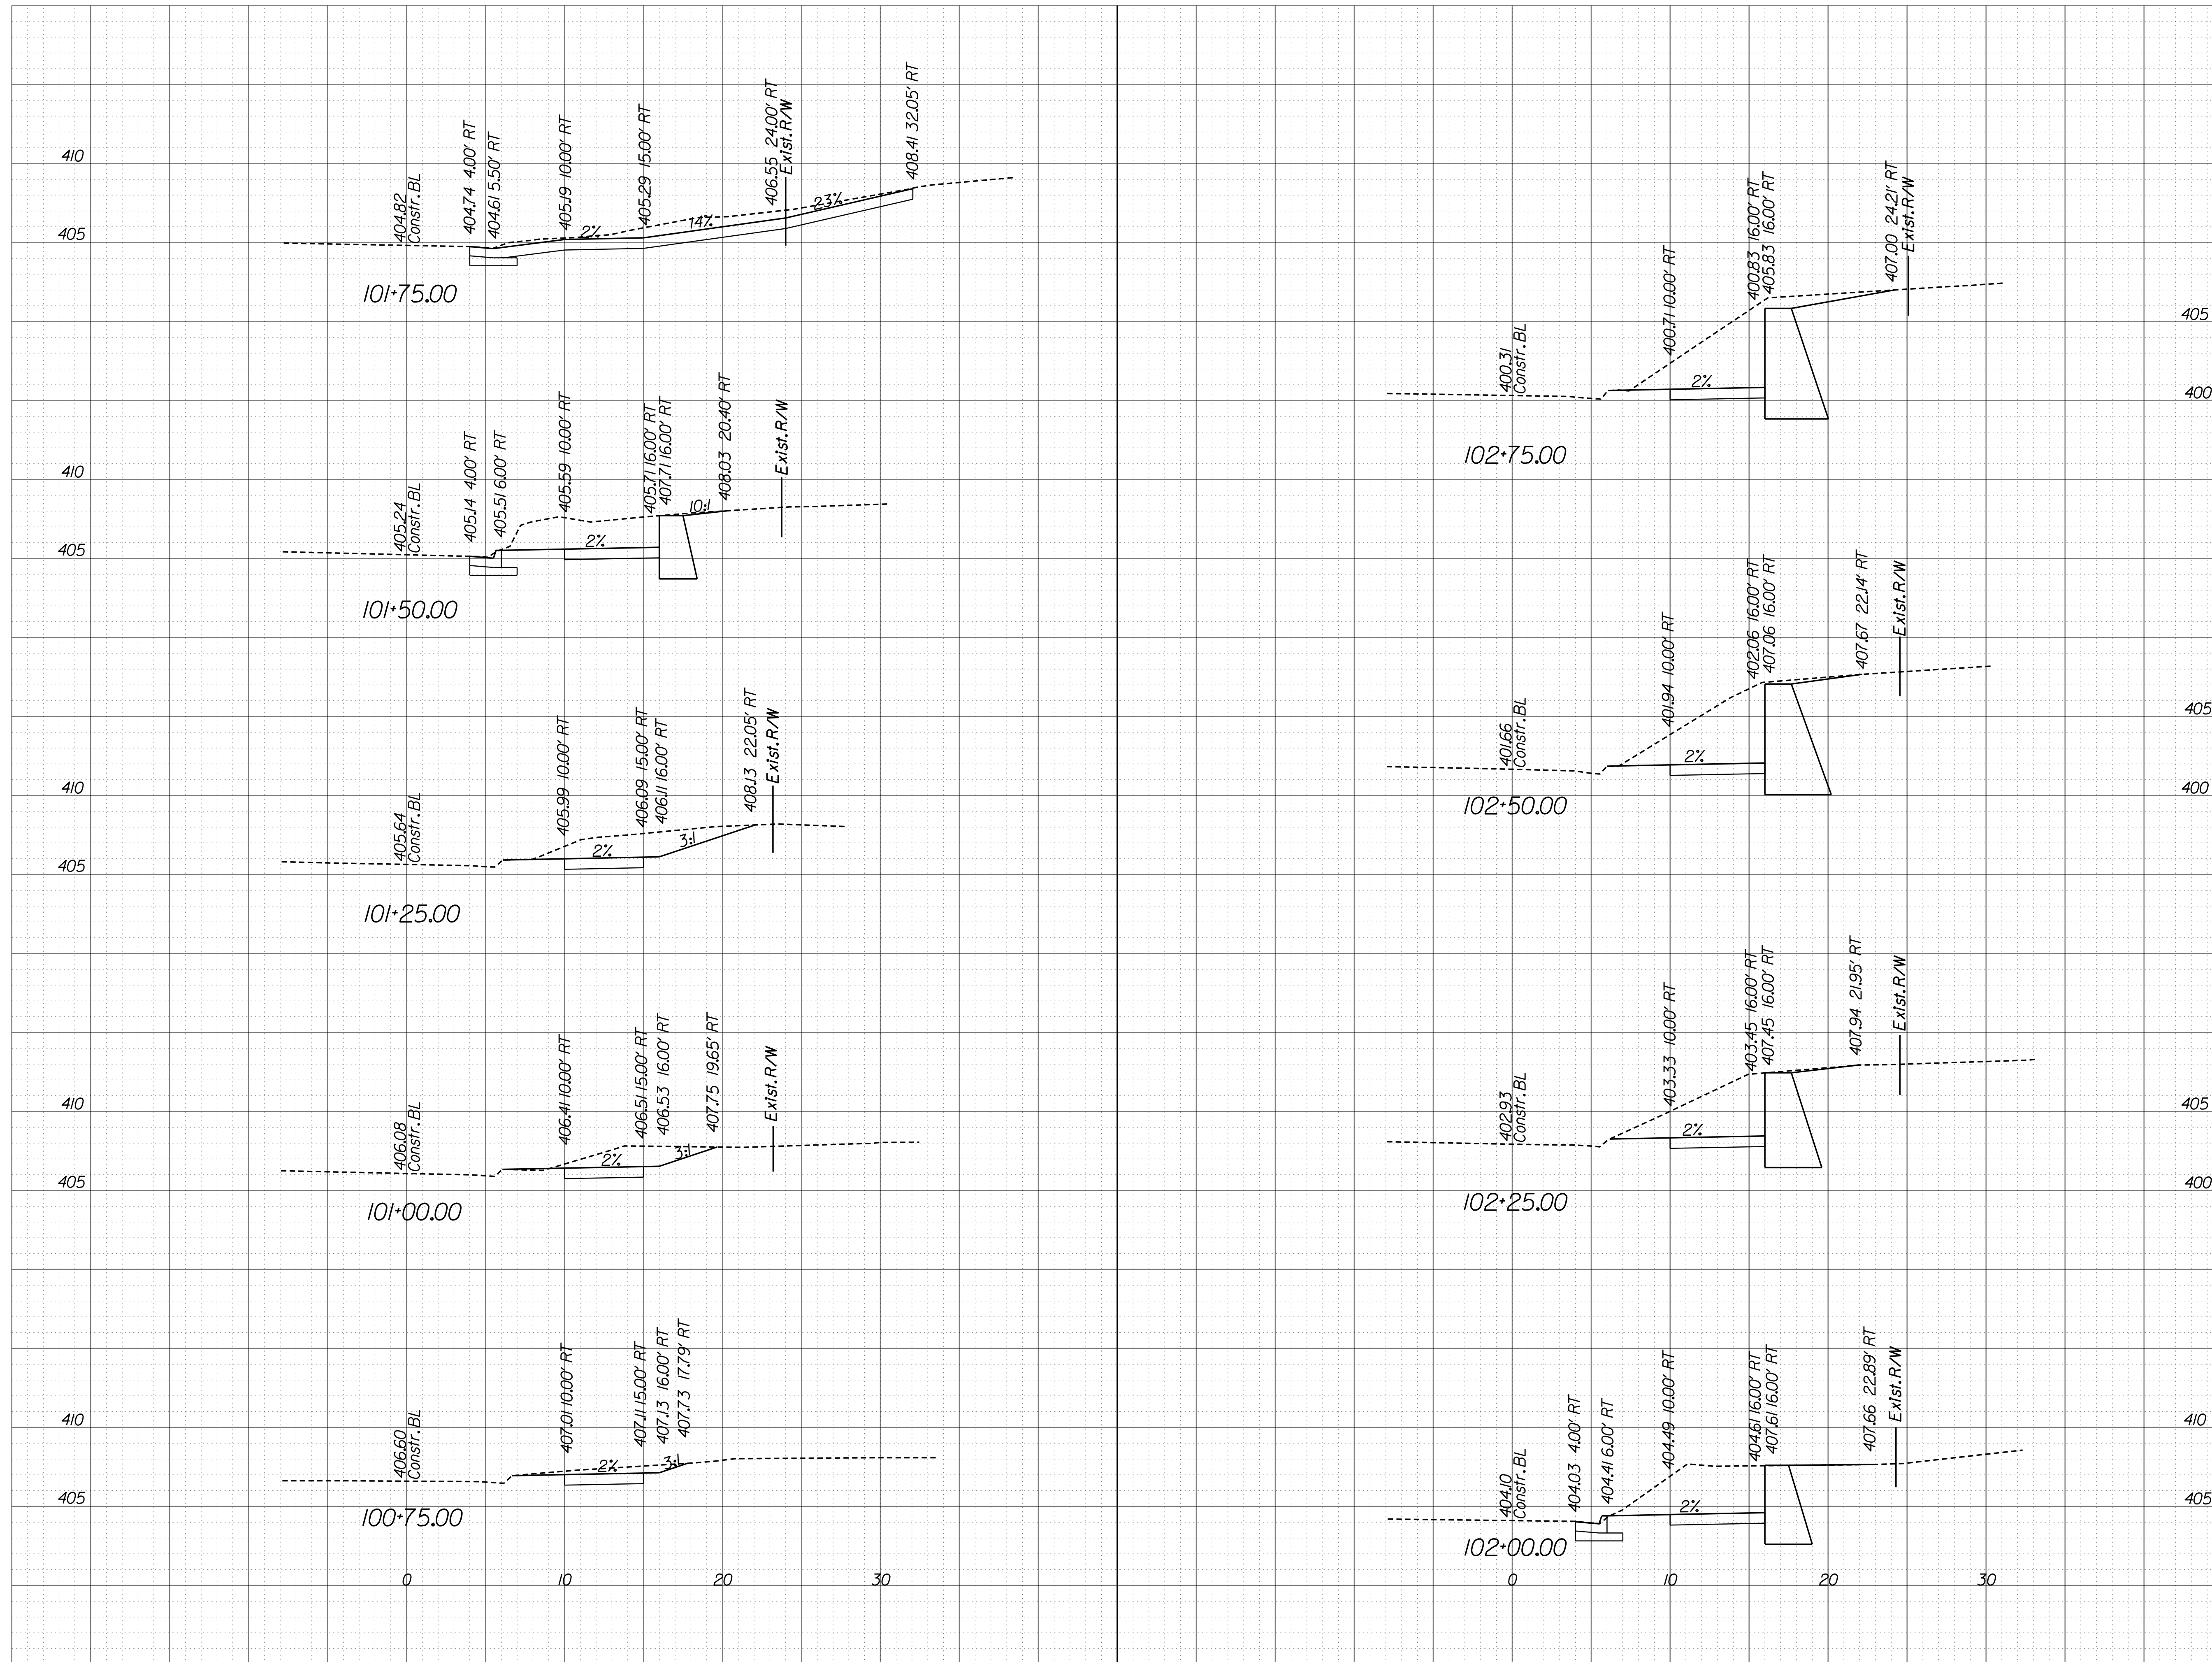 410
405
404.82
Constr. BL
404.74 4.00' RT
404.61 5.50' RT
405.19 10.00' RT
405.29 15.00' RT
406.55 24.00' RT
Exist. R/W
408.41 32.05' RT
2%
14%
23%
101+75.00
410
405
405.24
Constr. BL
405.14 4.00' RT
405.51 6.00' RT
405.59 10.00' RT
405.71 16.00' RT
407.71 16.00' RT
408.03 20.40' RT
Exist. R/W
2%
10:1
101+50.00
410
405
405.64
Constr. BL
405.99 10.00' RT
406.09 15.00' RT
406.11 16.00' RT
408.13 22.05' RT
Exist. R/W
2%
3:1
101+25.00
410
405
406.08
Constr. BL
406.41 10.00' RT
406.51 15.00' RT
406.53 16.00' RT
407.75 19.65' RT
Exist. R/W
2%
3:1
101+00.00
410
405
406.60
Constr. BL
407.01 10.00' RT
407.11 15.00' RT
407.13 16.00' RT
407.73 17.79' RT
2%
3:1
100+75.00
0 10 20 30
400.31
Constr. BL
400.71 10.00' RT
400.83 16.00' RT
405.83 16.00' RT
407.00 24.21' RT
Exist. R/W
2%
405
400
102+75.00
401.66
Constr. BL
401.94 10.00' RT
402.06 16.00' RT
407.06 16.00' RT
407.67 22.14' RT
Exist. R/W
2%
405
400
102+50.00
402.93
Constr. BL
403.33 10.00' RT
403.45 16.00' RT
407.45 16.00' RT
407.94 21.95' RT
Exist. R/W
2%
405
400
102+25.00
404.10
Constr. BL
404.03 4.00' RT
404.41 6.00' RT
404.49 10.00' RT
404.61 16.00' RT
407.61 16.00' RT
407.66 22.89' RT
Exist. R/W
2%
410
405
102+00.00
0 10 20 30